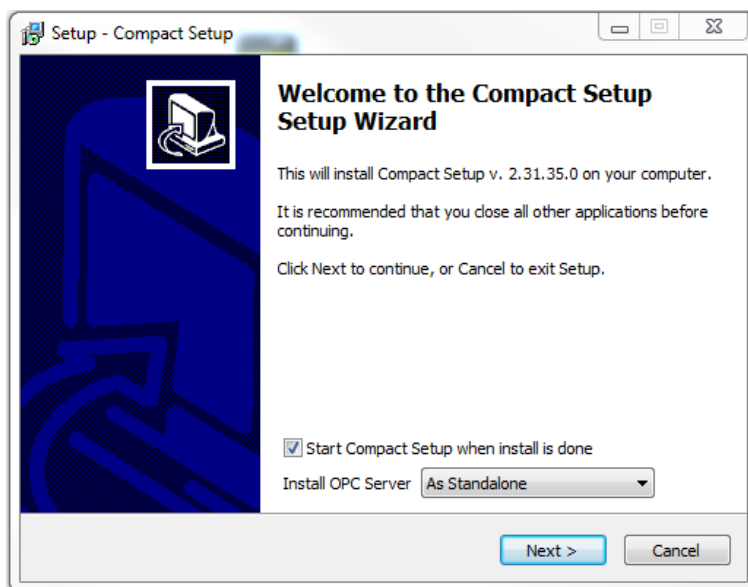 Setup - Compact Setup
Welcome to the Compact Setup
Setup Wizard
This will install Compact Setup v. 2.31.35.0 on your computer.
It is recommended that you close all other applications before
continuing.
Click Next to continue, or Cancel to exit Setup.
Start Compact Setup when install is done
Install OPC Server As Standalone
Next > Cancel